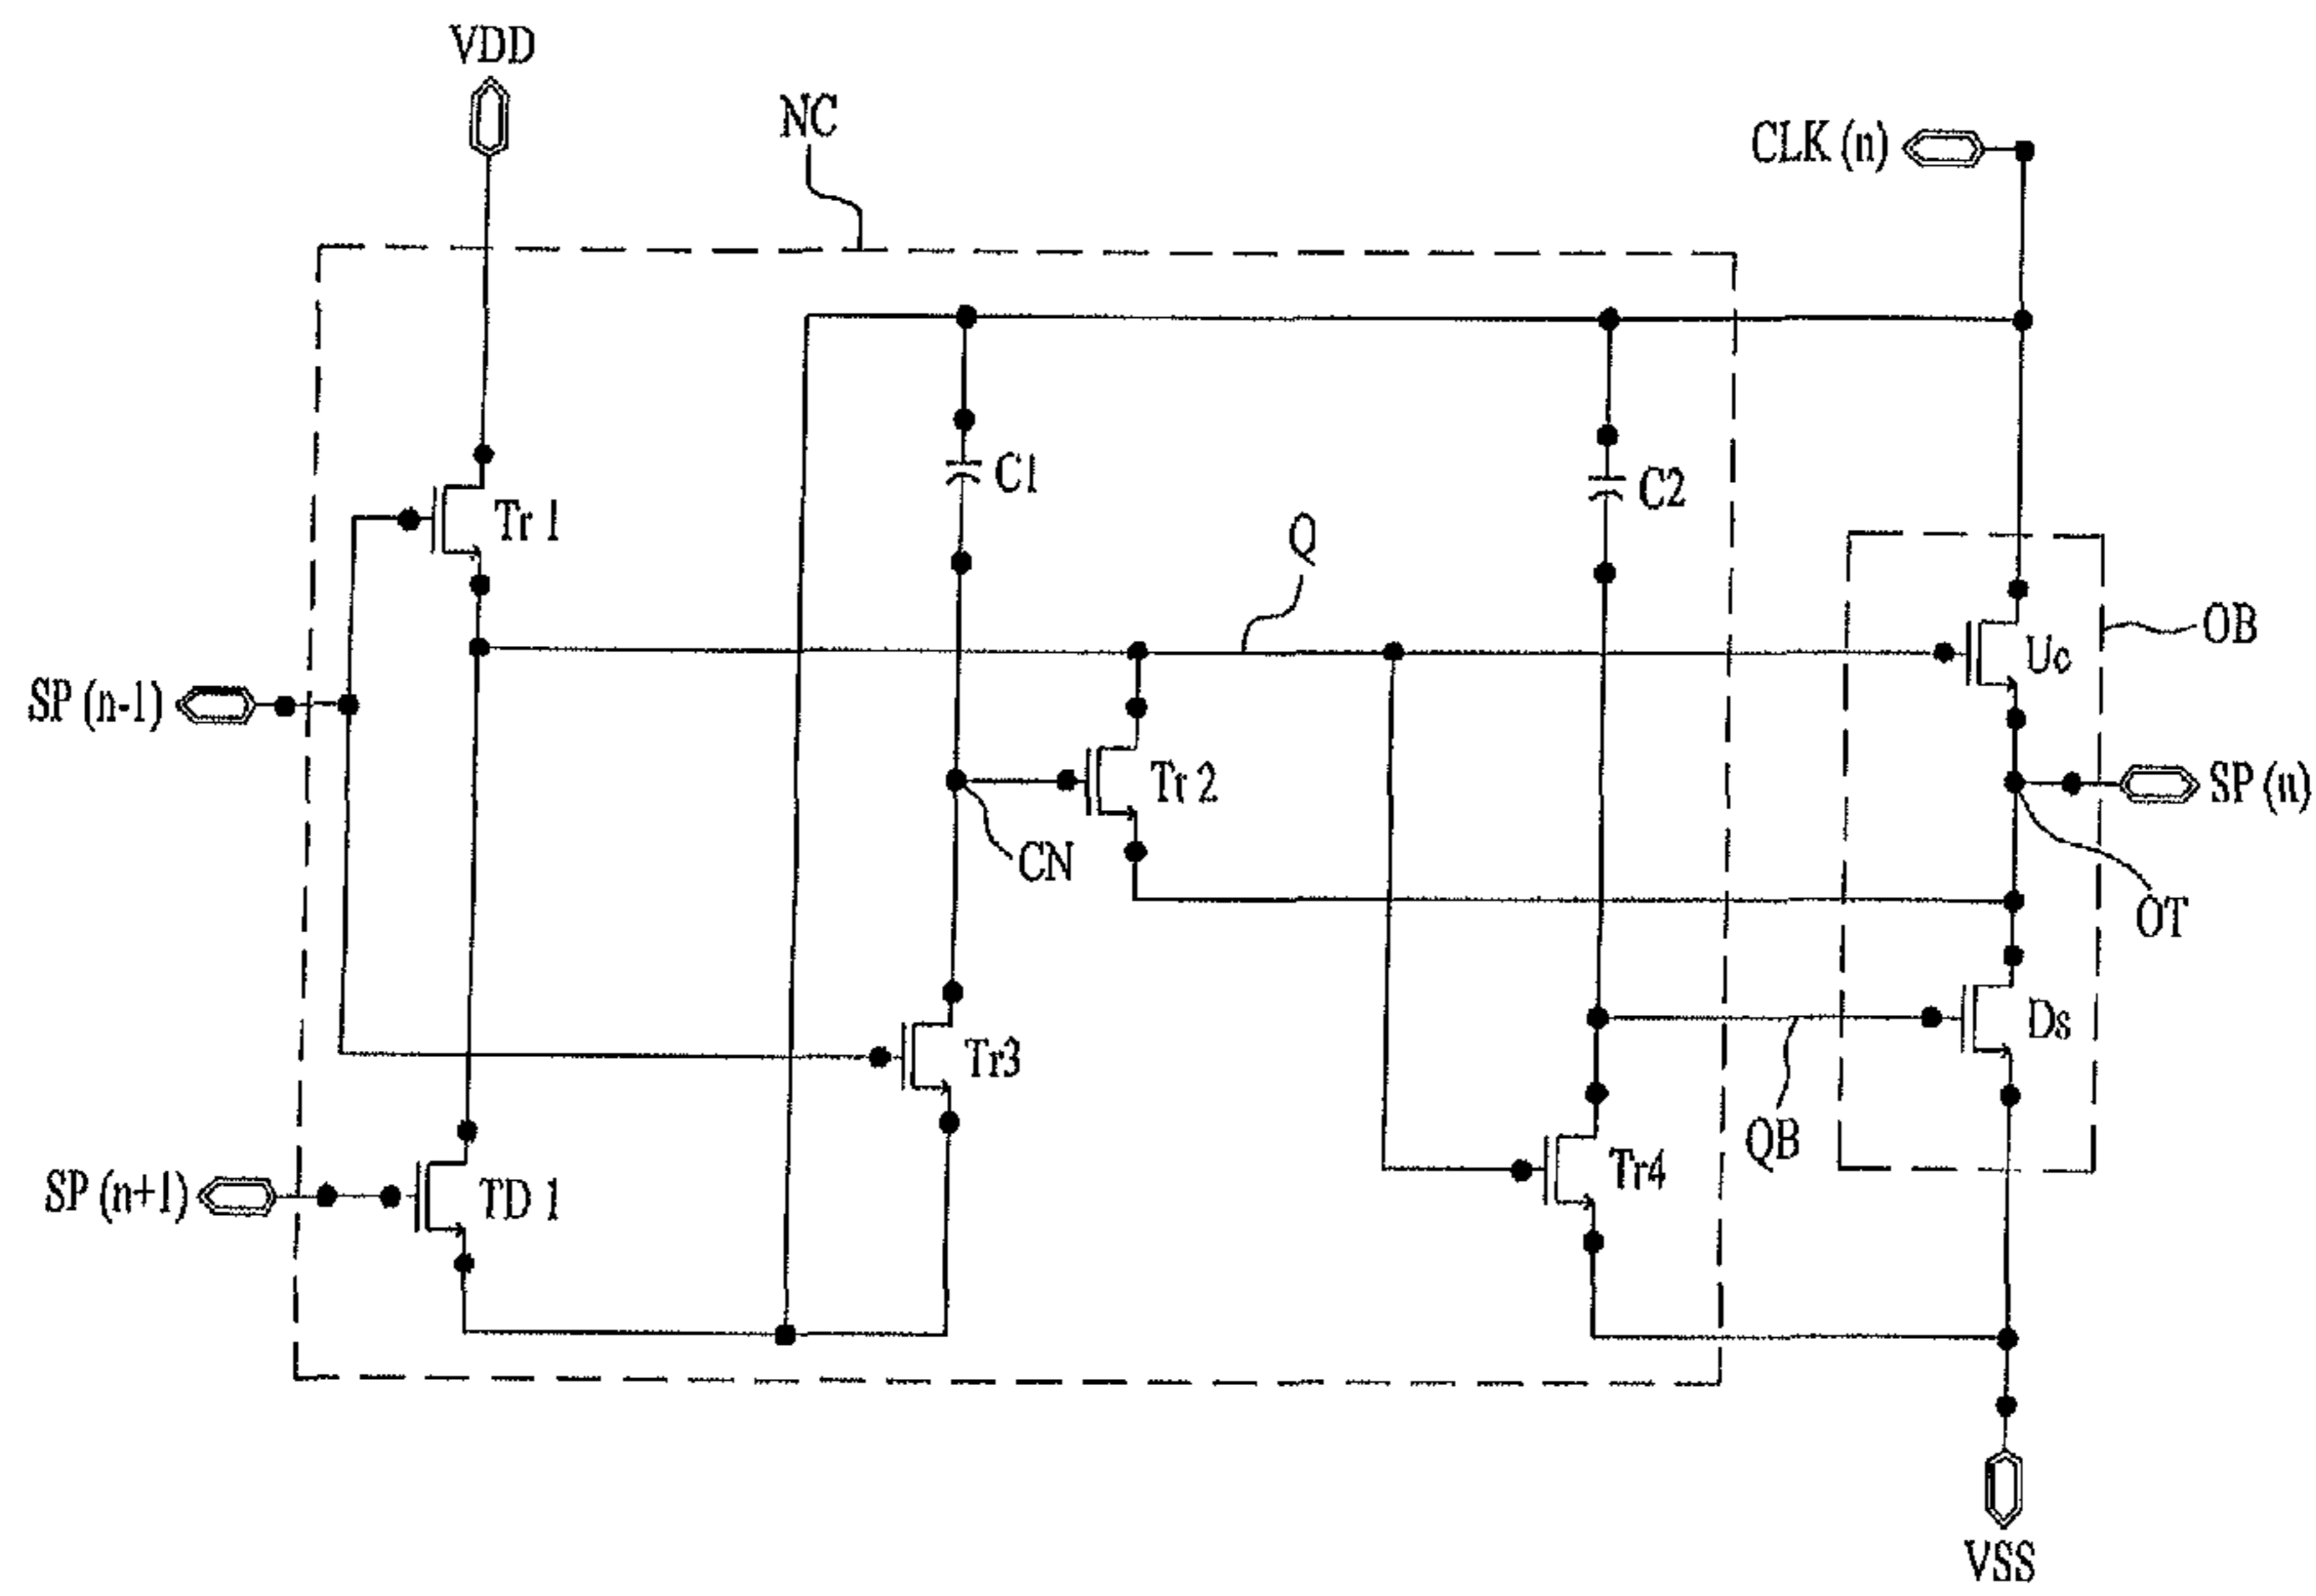 VDD
NC
CLK (n)
C1
C2
Tr 1
Q
OB
Uc
SP (n-1)
Tr 2
SP (n)
CN
OT
Ds
Tr3
QB
Tr4
SP (n+1)
TD 1
VSS